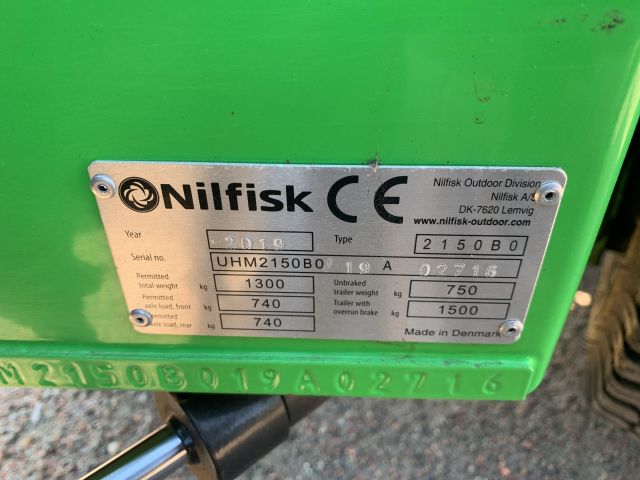 Nilfisk CE
Nilfisk Outdoor Division
Nilfisk A/S
DK-7620 Lemvig
www.nilfisk-outdoor.com
Year 2019 Type 2150B0
Serial no. UHM2150B0 19 A 02716
Permitted total weight kg 1300 Unbraked trailer weight kg 750
Permitted axle load, front kg 740 Trailer with overrun brake kg 1500
Permitted axle load, rear kg 740
Made in Denmark
M2150B019A02716